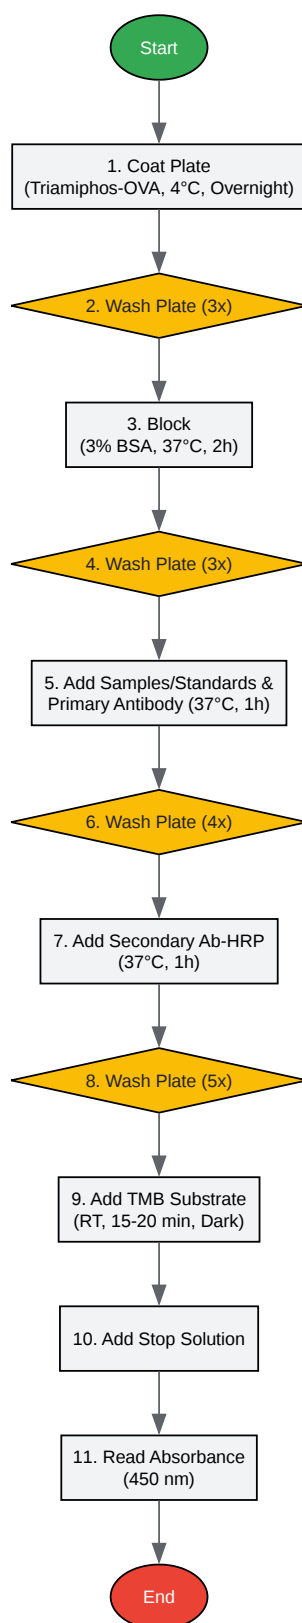 Start
1. Coat Plate
(Triamiphos-OVA, 4°C, Overnight)
2. Wash Plate (3x)
3. Block
(3% BSA, 37°C, 2h)
4. Wash Plate (3x)
5. Add Samples/Standards &
Primary Antibody (37°C, 1h)
6. Wash Plate (4x)
7. Add Secondary Ab-HRP
(37°C, 1h)
8. Wash Plate (5x)
9. Add TMB Substrate
(RT, 15-20 min, Dark)
10. Add Stop Solution
11. Read Absorbance
(450 nm)
End